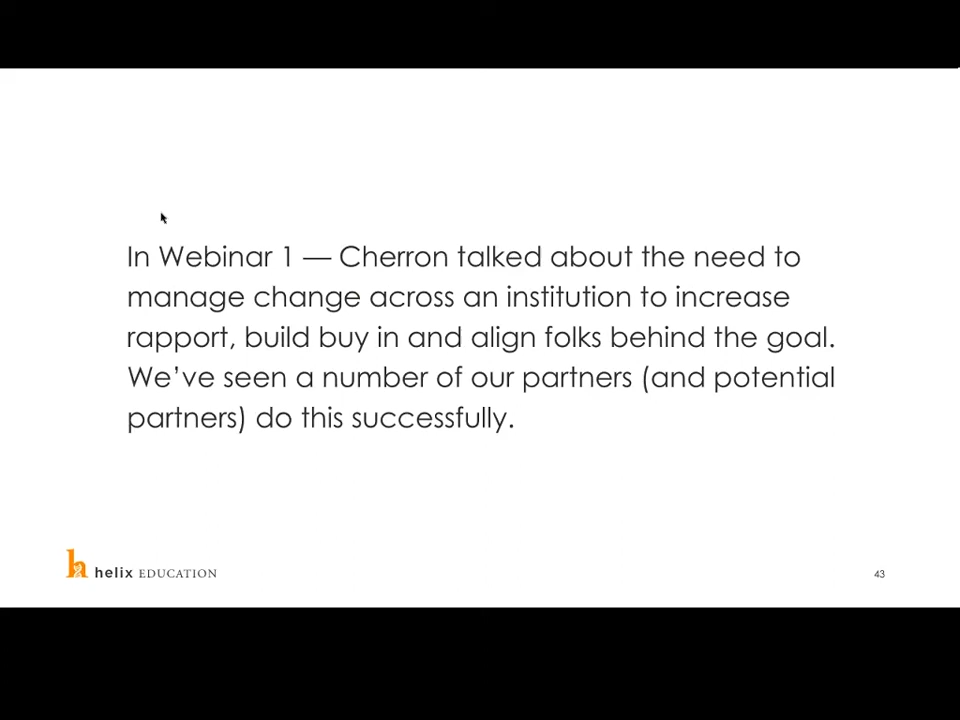 In Webinar 1 — Cherron talked about the need to
manage change across an institution to increase
rapport, build buy in and align folks behind the goal.
We’ve seen a number of our partners (and potential
partners) do this successfully.
helix EDUCATION
43